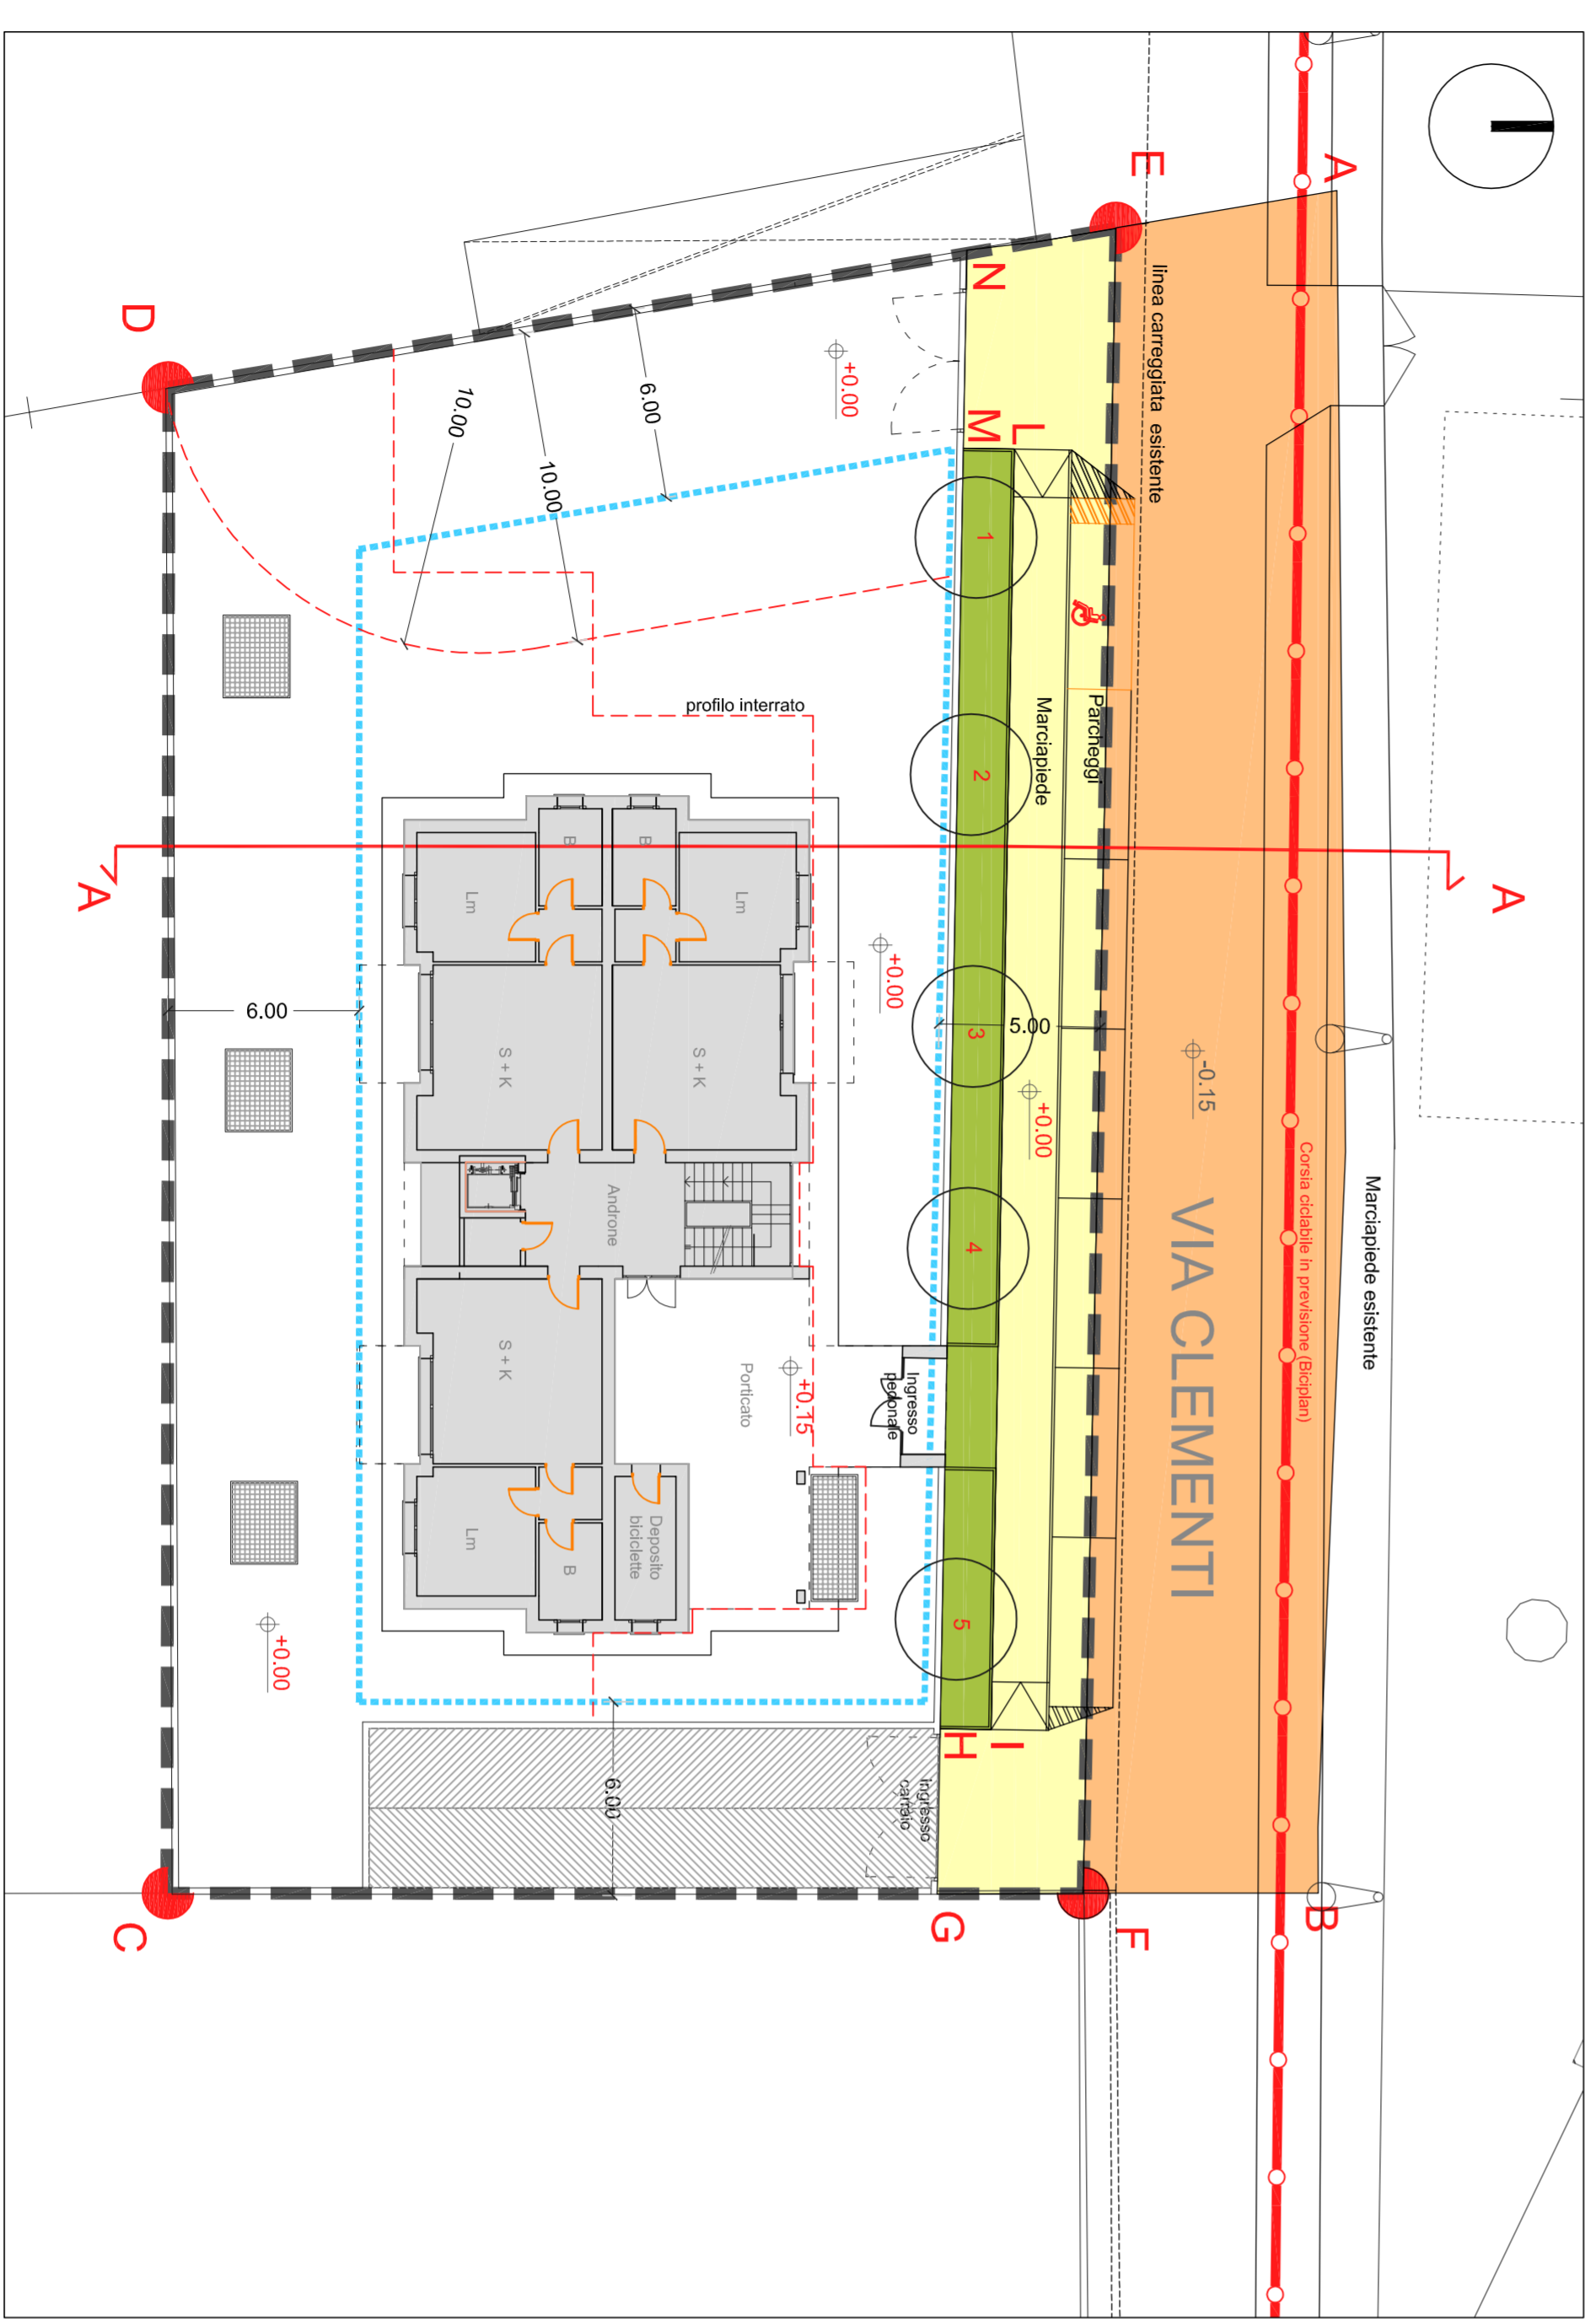 A
B
Marciapiede esistente
Corsia ciclabile in previsione (Biciplan)
A
A
-0.15
VIA CLEMENTI
linea carreggiata esistente
E
F
Parcheggi
Marciapiede
+0.00
5.00
L
I
N
M
H
G
1
2
3
4
5
Ingresso
pedonale
ingresso
carraio
+0.00
+0.00
+0.15
profilo interrato
6.00
10.00
10.00
Lm
B
B
Lm
S + K
S + K
Androne
Porticato
S + K
Deposito
biciclette
B
Lm
6.00
6.00
+0.00
D
C